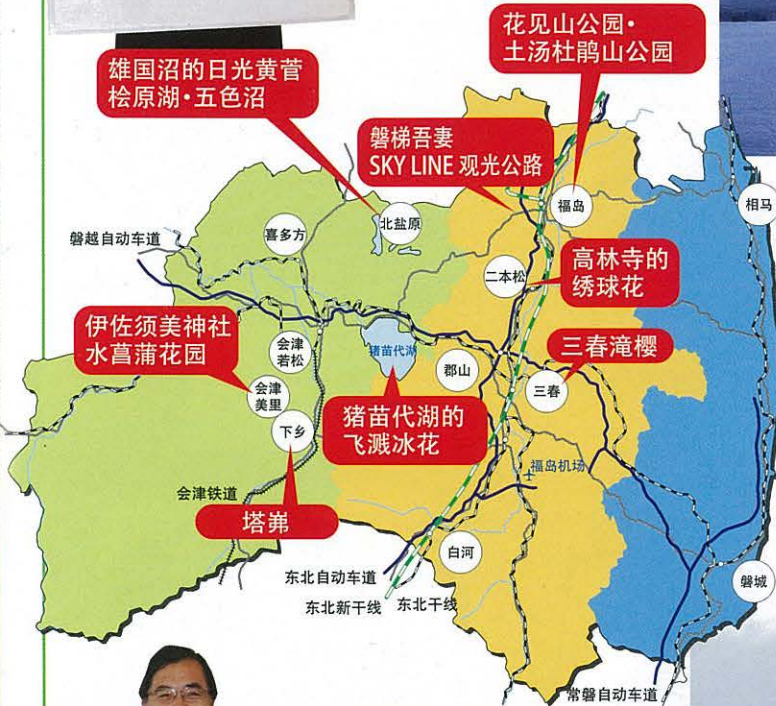 花见山公园·
土汤杜鹃山公园
雄国沼的日光黄菅
桧原湖·五色沼
磐梯吾妻
SKY LINE 观光公路
福岛
相马
北盐原
喜多方
磐越自动车道
二本松
高林寺的
绣球花
伊佐须美神社
水菖蒲花园
会津
若松
猪苗代湖
郡山
三春滝樱
三春
会津
美里
下乡
猪苗代湖的
飞溅冰花
福岛机场
会津铁道
塔崊
白河
东北自动车道
东北新干线
东北干线
磐城
常磐自动车道